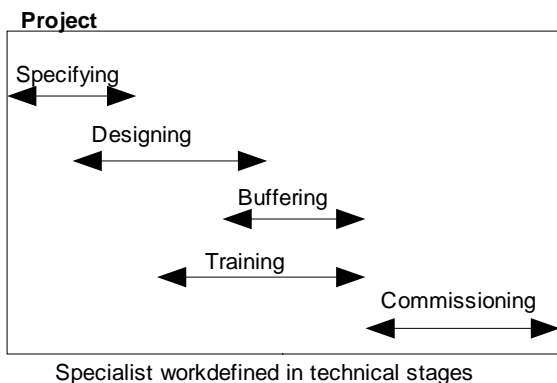 Project
Specifying
Designing
Buffering
Training
Commissioning
Specialist workdefined in technical stages